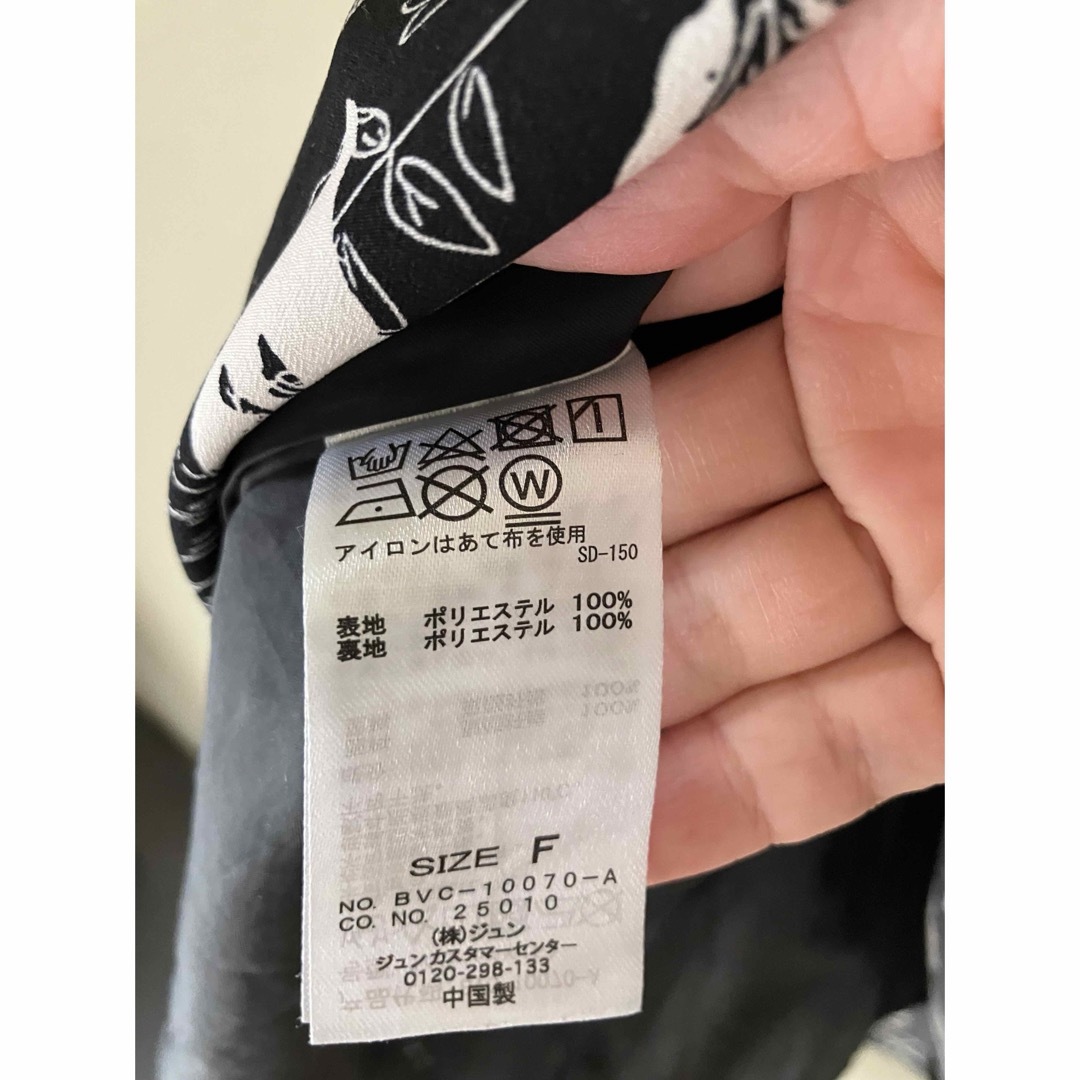 W
アイロンはあて布を使用
SD-150
表地 ポリエステル 100%
裏地 ポリエステル 100%
SIZE F
NO. BVC-10070-A
CO. NO. 25010
(株)ジュン
ジュンカスタマーセンター
0120-298-133
中国製